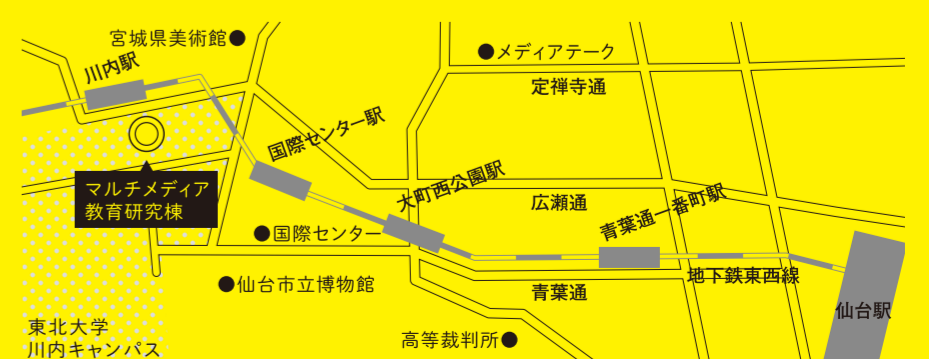 宮城県美術館●
●メディアテーク
川内駅
定禅寺通
国際センター駅
マルチメディア
教育研究棟
大町西公園駅
広瀬通
青葉通一番町駅
●国際センター
地下鉄東西線
●仙台市立博物館
青葉通
仙台駅
東北大学
川内キャンパス
高等裁判所●